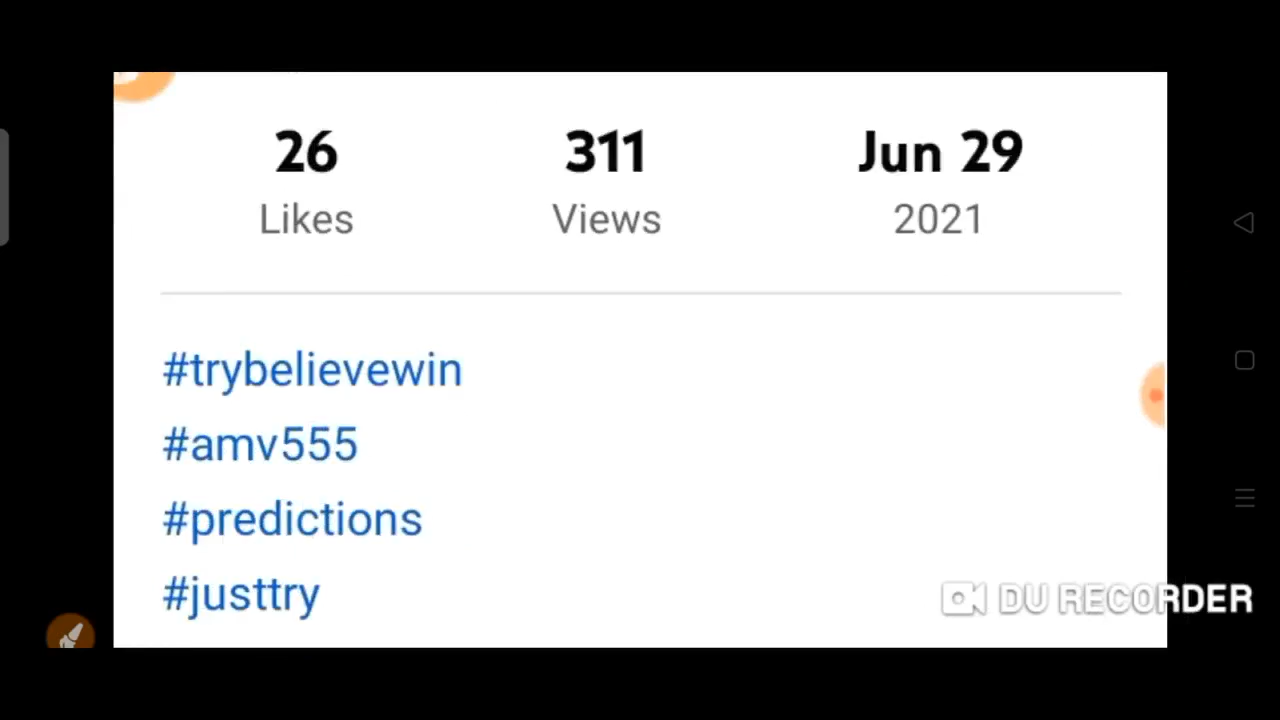 26 311 Jun 29
Likes Views 2021
#trybelievewin
#amv555
#predictions
#justtry
DU RECORDER